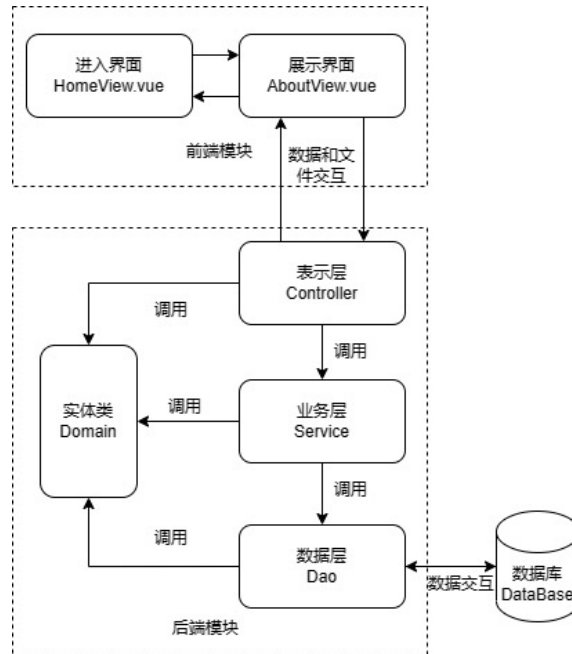 进入界面
HomeView.vue
展示界面
AboutView.vue
前端模块
数据和文
件交互
表示层
Controller
调用
调用
实体类
Domain
调用
业务层
Service
调用
调用
数据层
Dao
数据交互
数据库
DataBase
后端模块